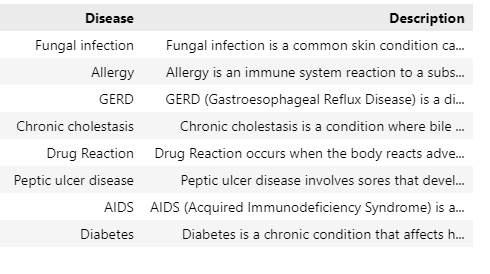 Disease Description
Fungal infection Fungal infection is a common skin condition ca...
Allergy Allergy is an immune system reaction to a subs...
GERD GERD (Gastroesophageal Reflux Disease) is a di...
Chronic cholestasis Chronic cholestasis is a condition where bile ...
Drug Reaction Drug Reaction occurs when the body reacts adve...
Peptic ulcer disease Peptic ulcer disease involves sores that devel...
AIDS AIDS (Acquired Immunodeficiency Syndrome) is a...
Diabetes Diabetes is a chronic condition that affects h...